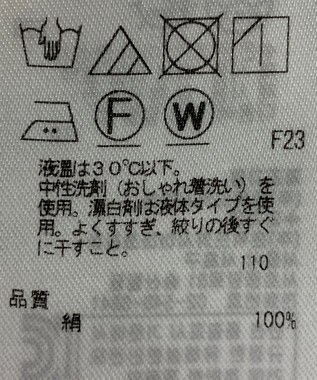 F W
F23
液温は30℃以下。
中性洗剤（おしゃれ着洗い）を
使用。漂白剤は液体タイプを使
用。よくすすぎ、絞りの後すぐ
に干すこと。
110
品質
絹 100%